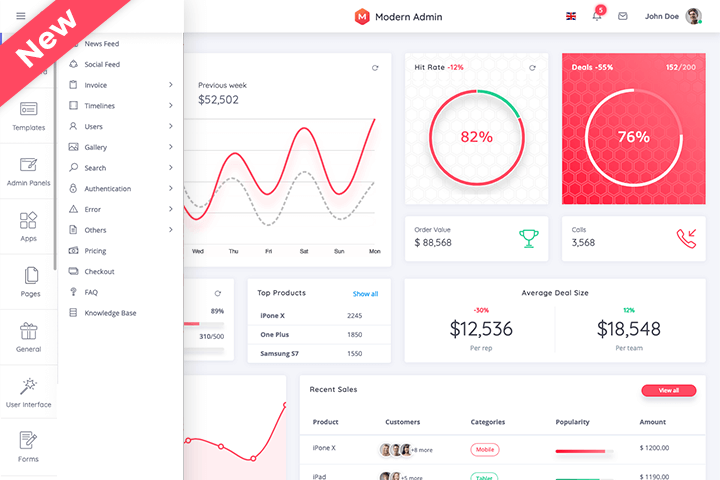 New
Modern Admin
5
John Doe
News Feed
Social Feed
Invoice
Timelines
Users
Gallery
Search
Authentication
Error
Others
Pricing
Checkout
FAQ
Knowledge Base
Templates
Admin Panels
Apps
Pages
General
User Interface
Forms
Previous week
$52,502
Wed Thu Fri Sat Sun Mon
Hit Rate -12%
82%
Deals -55% 152/200
76%
Order Value
$ 88,568
Calls
3,568
89%
310/500
Top Products Show all
iPone X 2245
One Plus 1850
Samsung S7 1550
Average Deal Size
-30% 12%
$12,536 $18,548
Per rep Per team
Recent Sales View all
Product Customers Categories Popularity Amount
iPone X +8 more Mobile $ 1200.00
iPad +5 more Tablet $ 1190.00